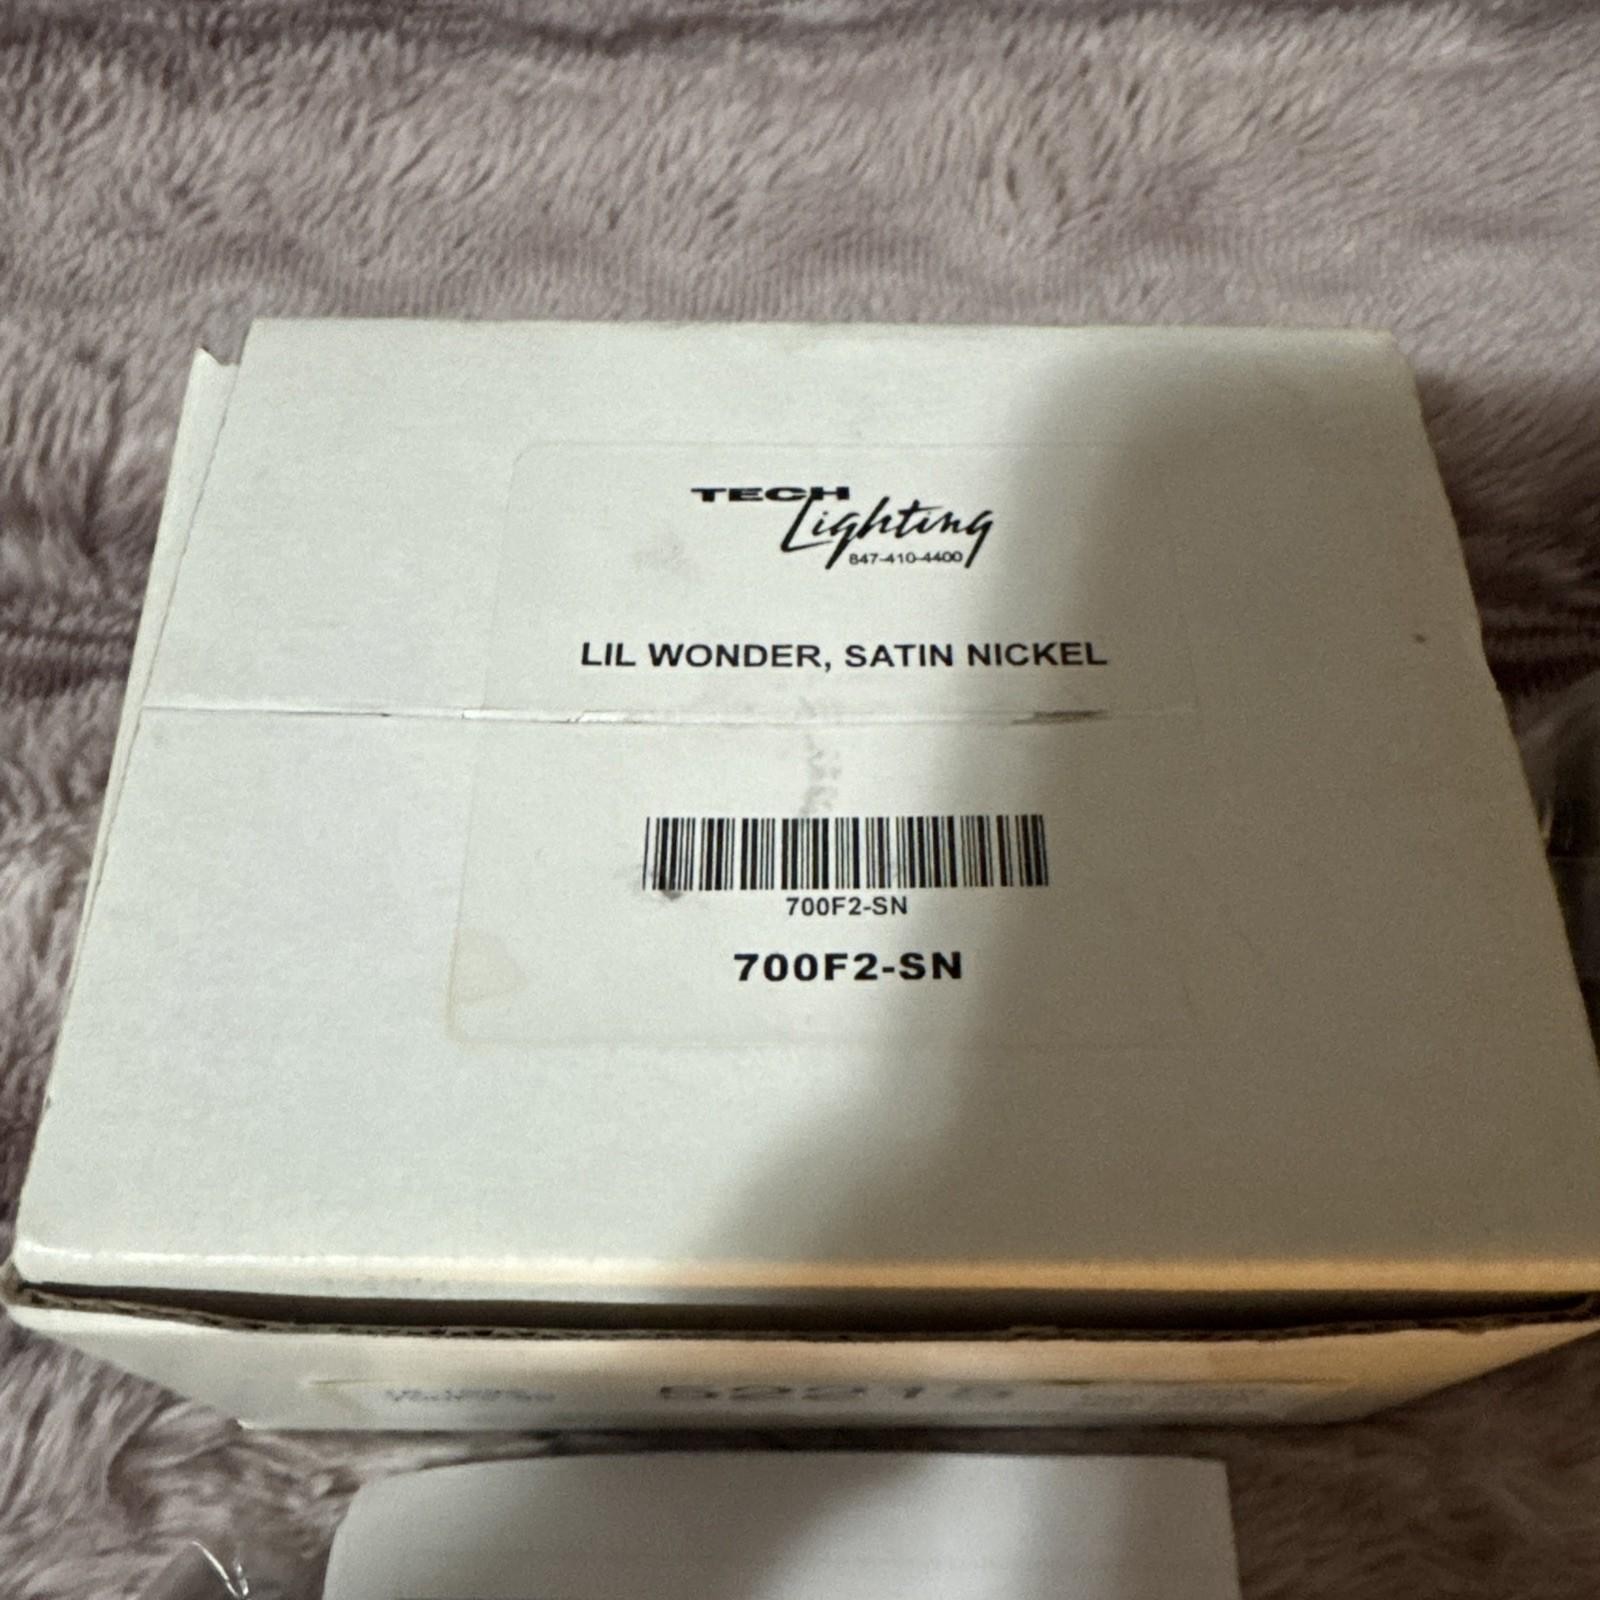 TECH
Lighting
847-410-4400
LIL WONDER, SATIN NICKEL
700F2-SN
700F2-SN